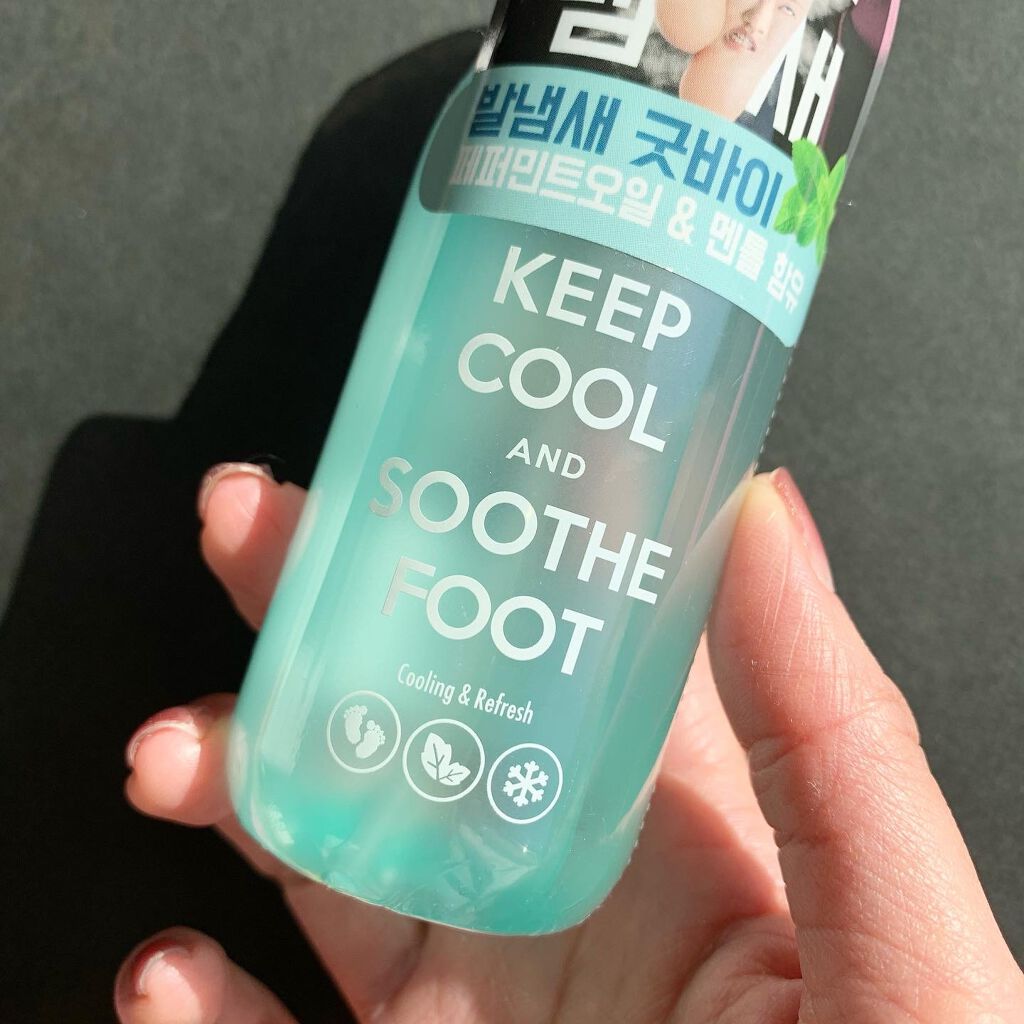 새
발냄새 굿바이
페퍼민트오일 & 멘톨 함유
KEEP
COOL
AND
SOOTHE
FOOT
Cooling & Refresh